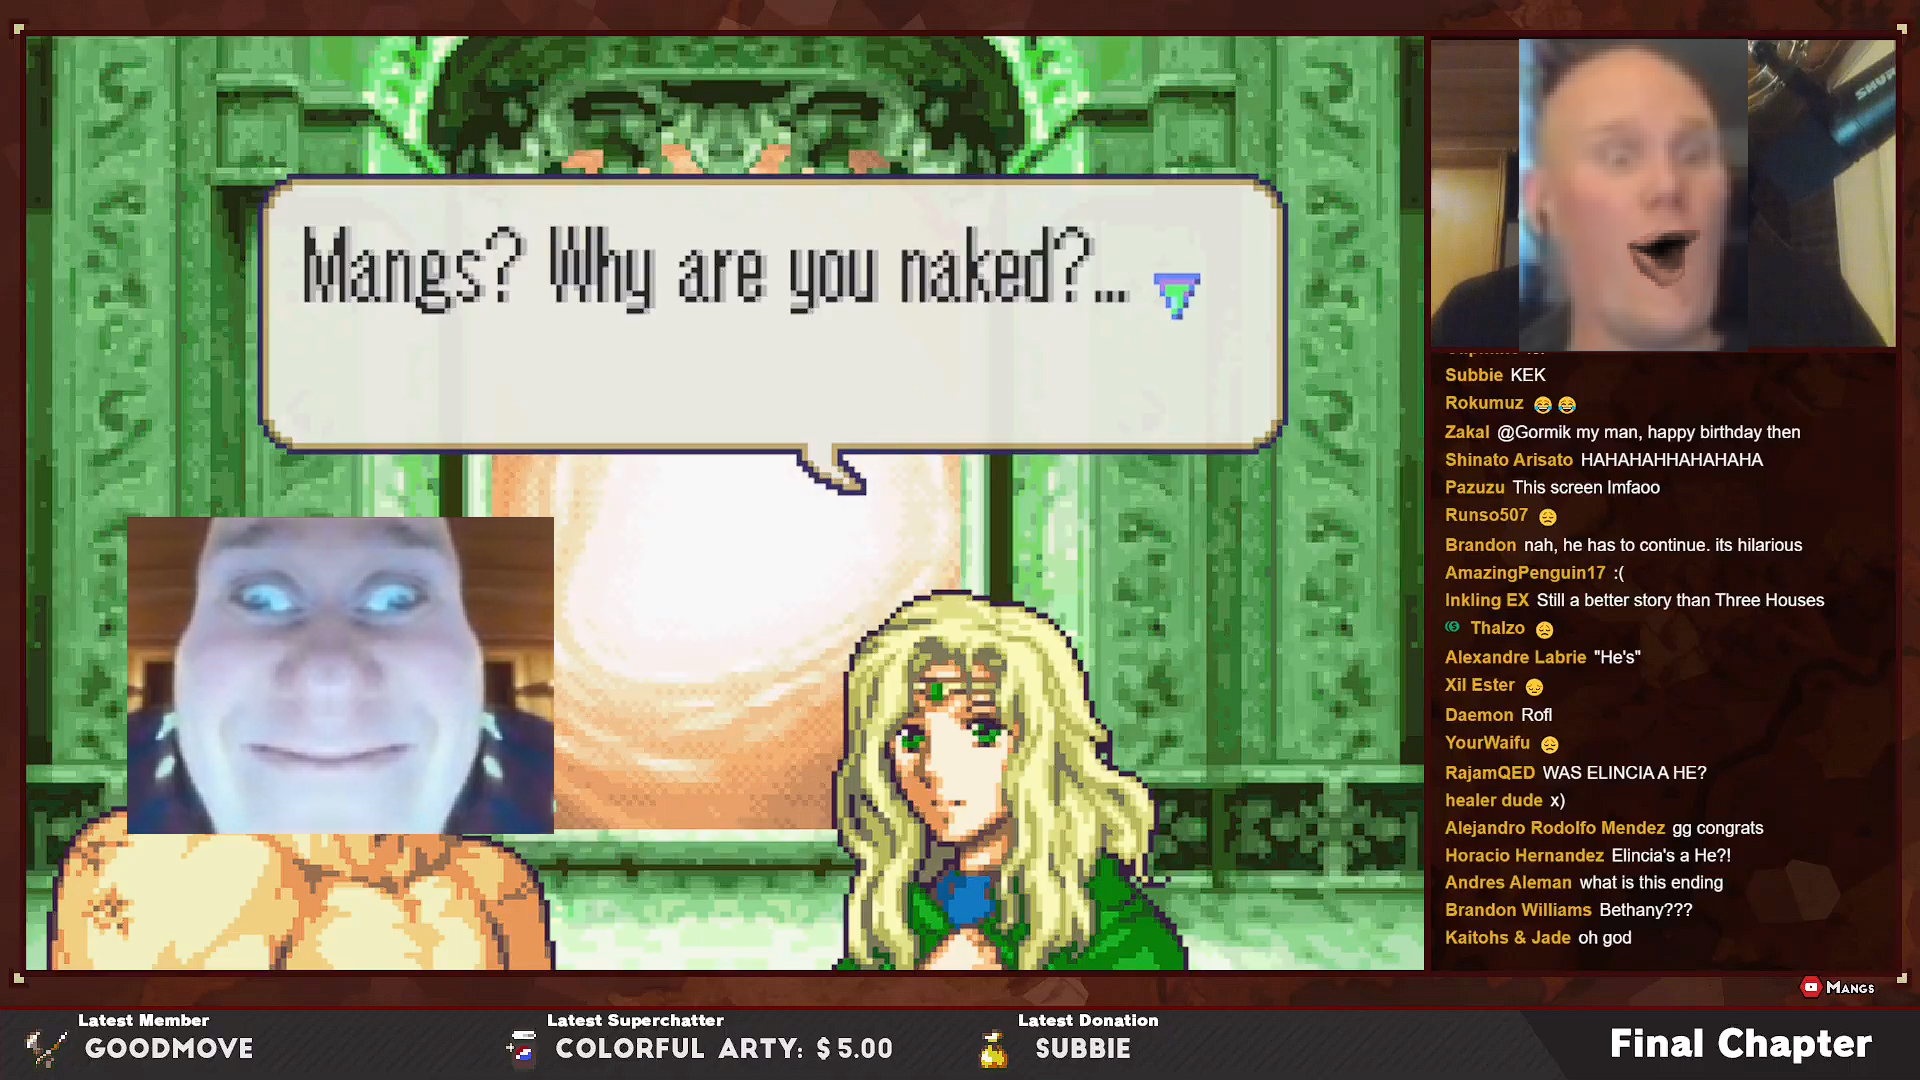 Mangs? Why are you naked?...
SHUR
Subbie KEK
Rokumuz 😂 😂
Zakal @Gormik my man, happy birthday then
Shinato Arisato HAHAHAHHAHAHAHA
Pazuzu This screen lmfaoo
Runso507 😔
Brandon nah, he has to continue. its hilarious
AmazingPenguin17 :(
Inkling EX Still a better story than Three Houses
Thalzo 😔
Alexandre Labrie "He's"
Xil Ester 😔
Daemon Rofl
YourWaifu 😔
RajamQED WAS ELINCIA A HE?
healer dude x)
Alejandro Rodolfo Mendez gg congrats
Horacio Hernandez Elincia's a He?!
Andres Aleman what is this ending
Brandon Williams Bethany???
Kaitohs & Jade oh god
Mangs
Latest Member
GOODMOVE
Latest Superchatter
COLORFUL ARTY: $5.00
Latest Donation
SUBBIE
Final Chapter